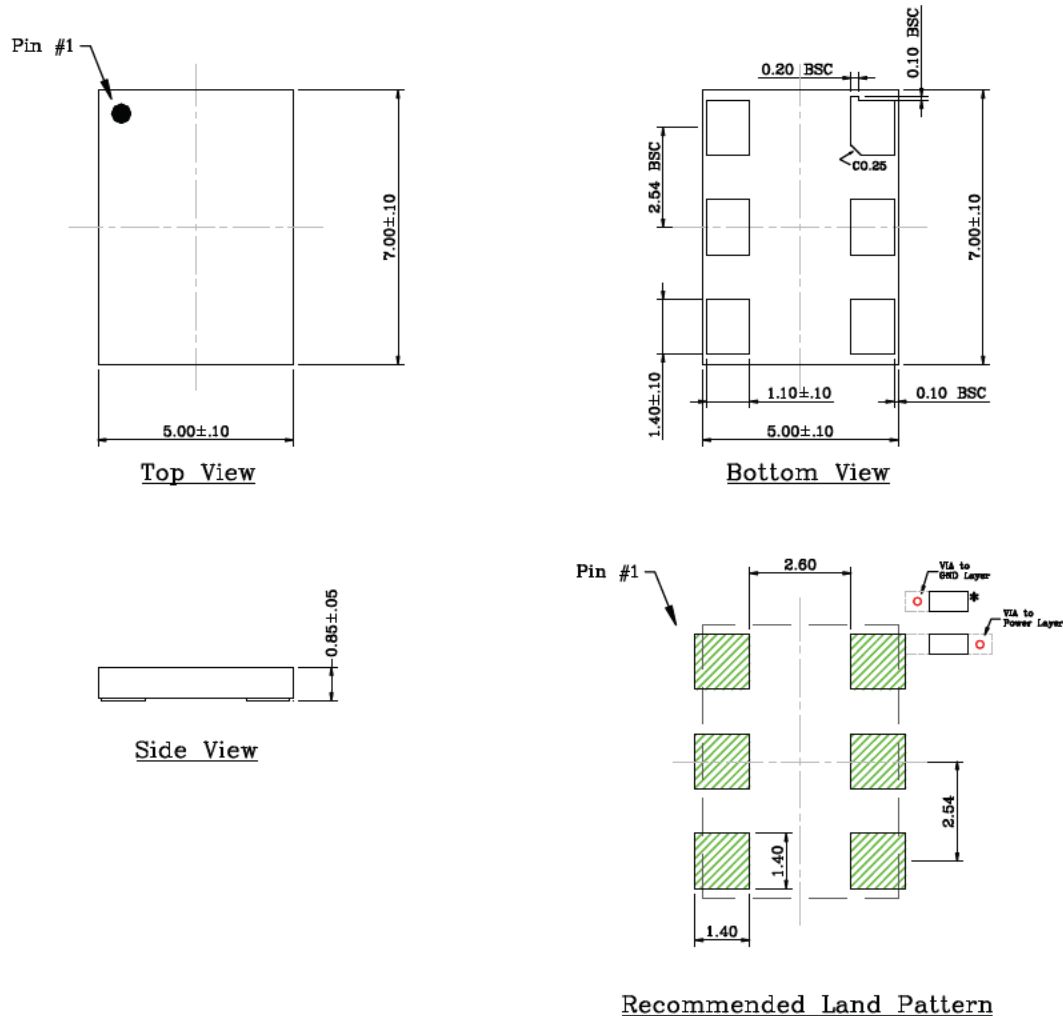 Pin #1
7.00±.10
5.00±.10
Top View
0.20 BSC
0.10 BSC
2.54 BSC
C0.25
7.00±.10
1.40±.10
1.10±.10
0.10 BSC
5.00±.10
Bottom View
0.85±.05
Side View
Pin #1
2.60
VIA to
GND Layer
*
VIA to
Power Layer
2.54
1.40
1.40
Recommended Land Pattern